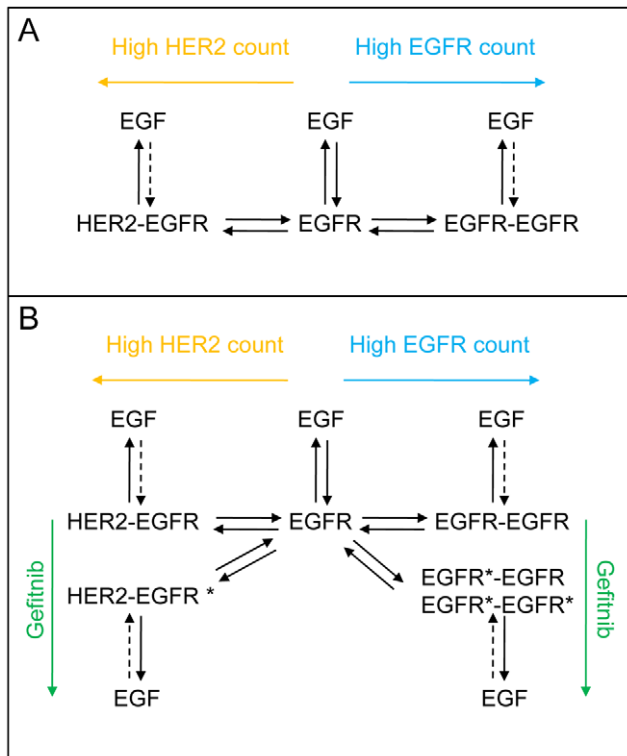 A
High HER2 count High EGFR count
EGF EGF EGF
HER2-EGFR EGFR EGFR-EGFR
B
High HER2 count High EGFR count
EGF EGF EGF
HER2-EGFR EGFR EGFR-EGFR
EGFR*-EGFR
HER2-EGFR * EGFR*-EGFR*
Gefitnib Gefitnib
EGF EGF